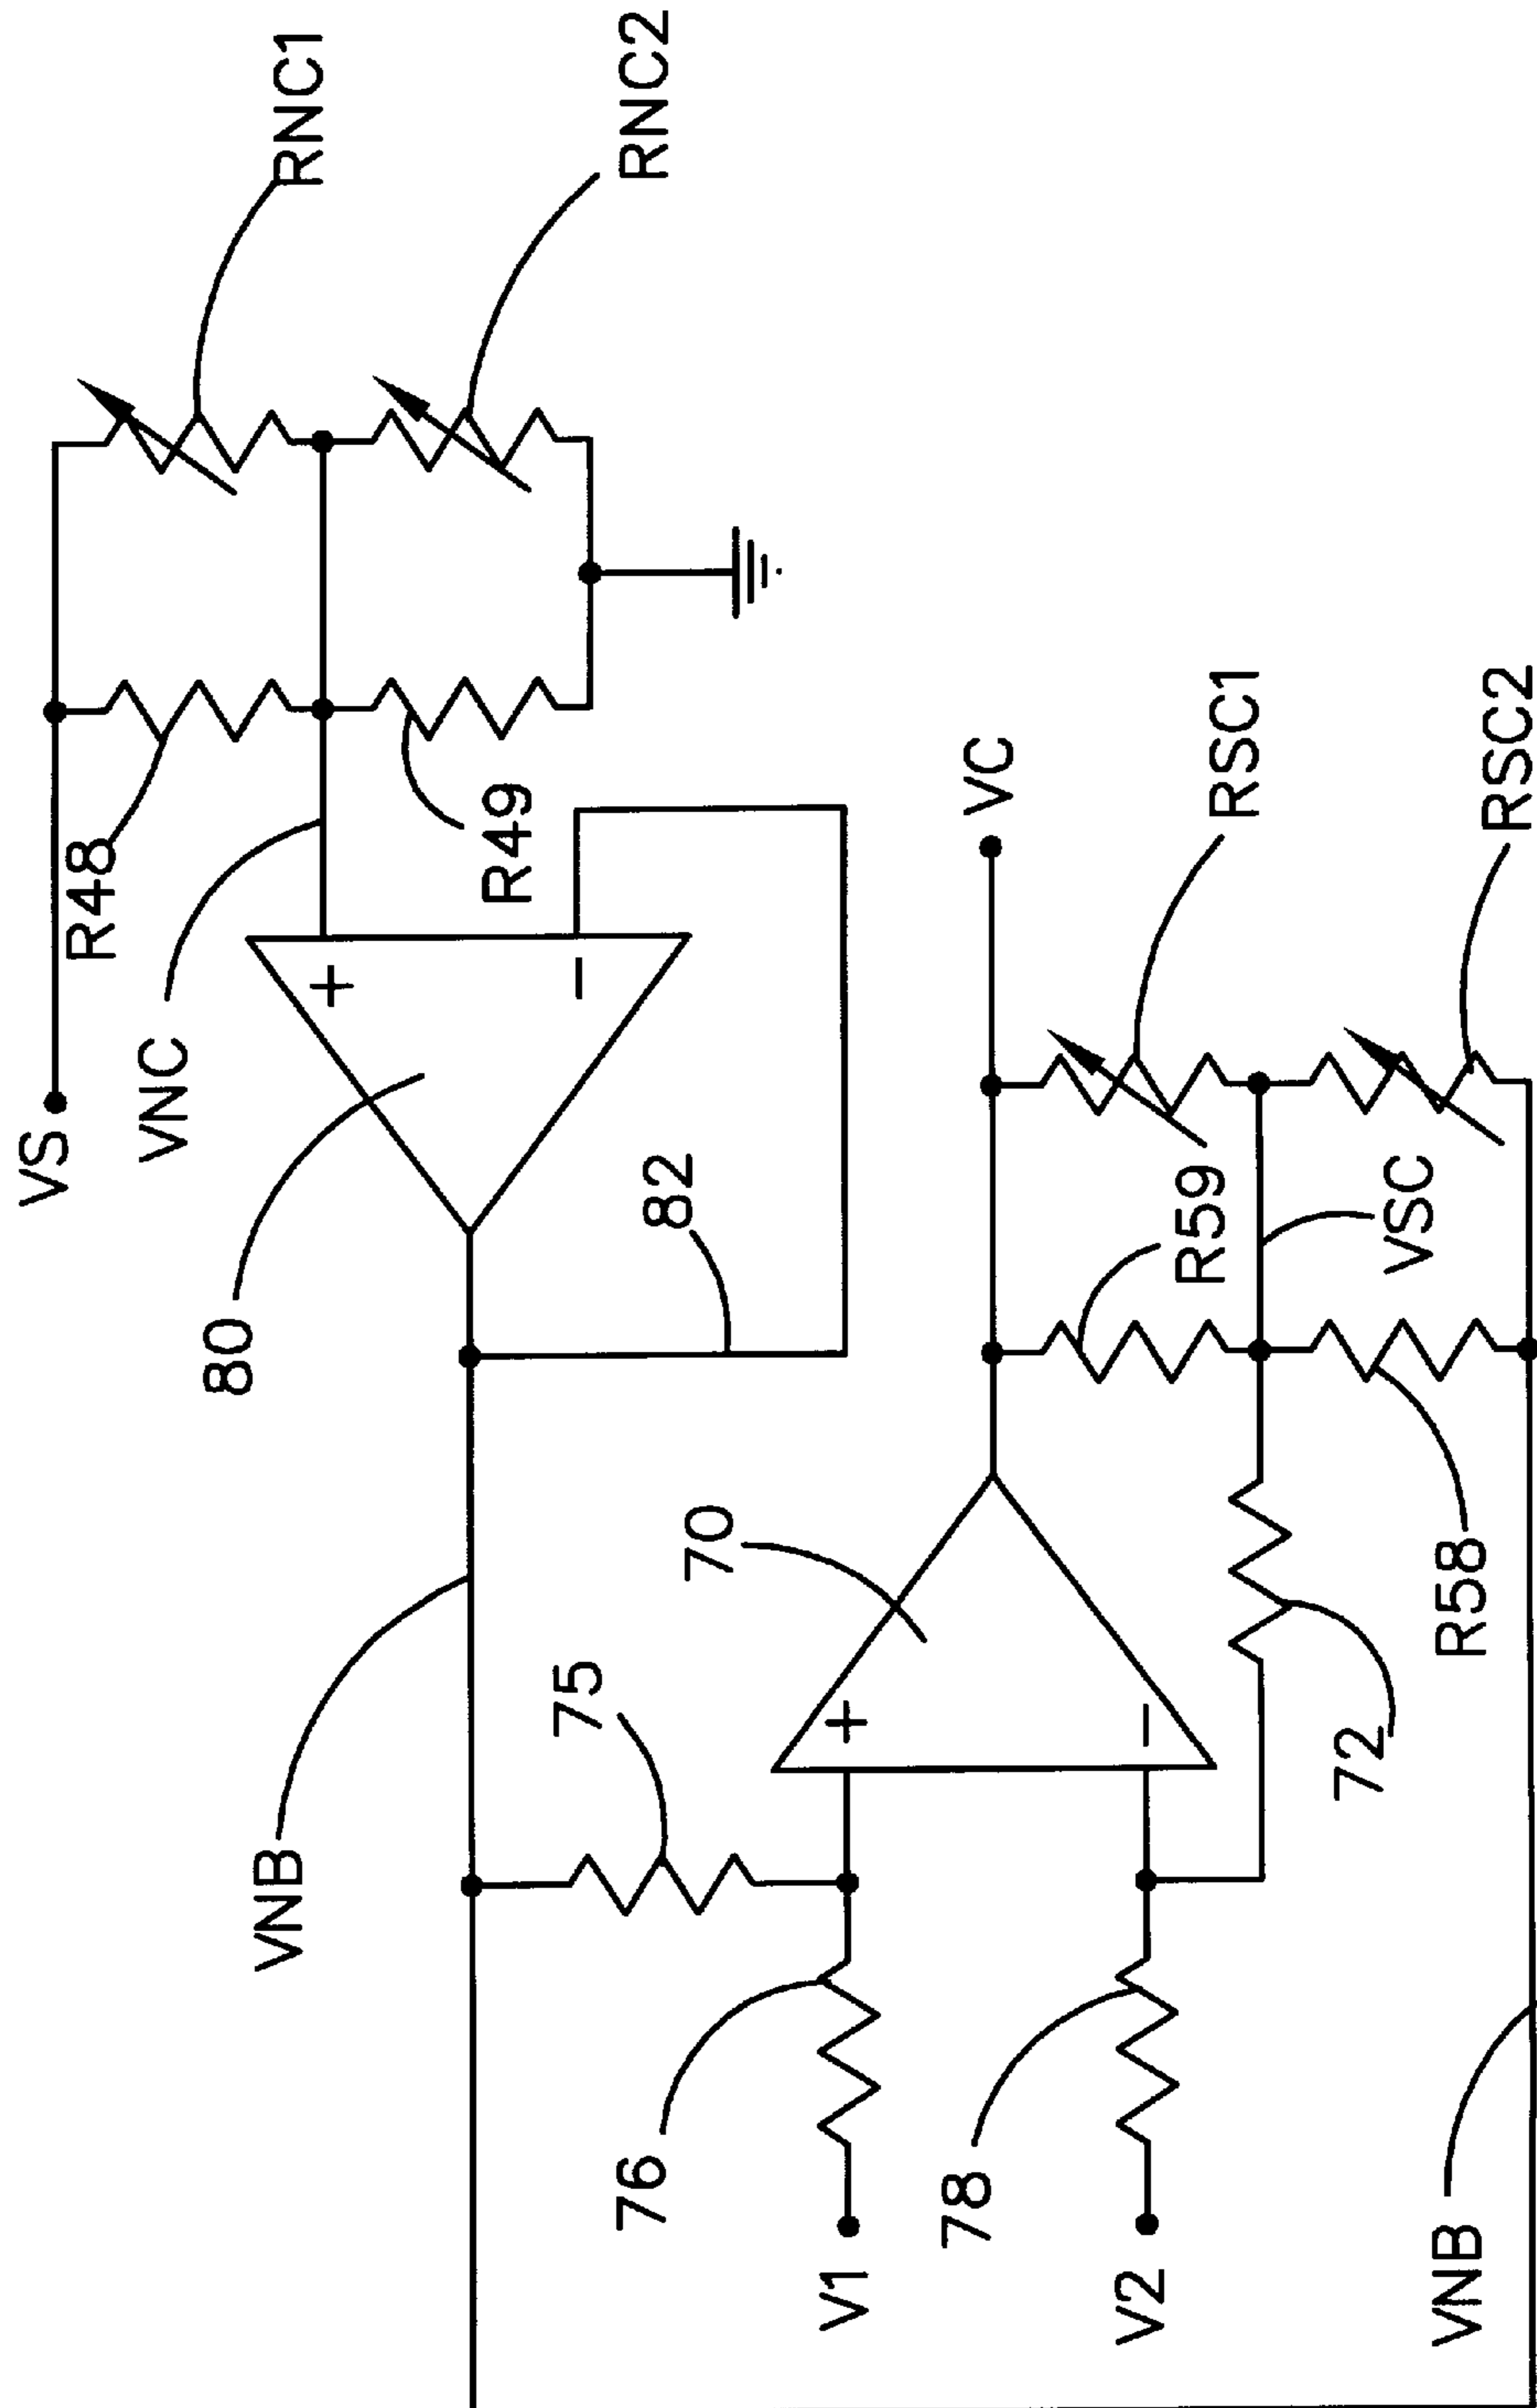 VS
R48
RNC1
VNC
RNC2
80
R49
82
VNB
75
70
VC
76
R59
RSC1
V1
78
VSC
V2
72
R58
RSC2
VNB
+
−
+
−